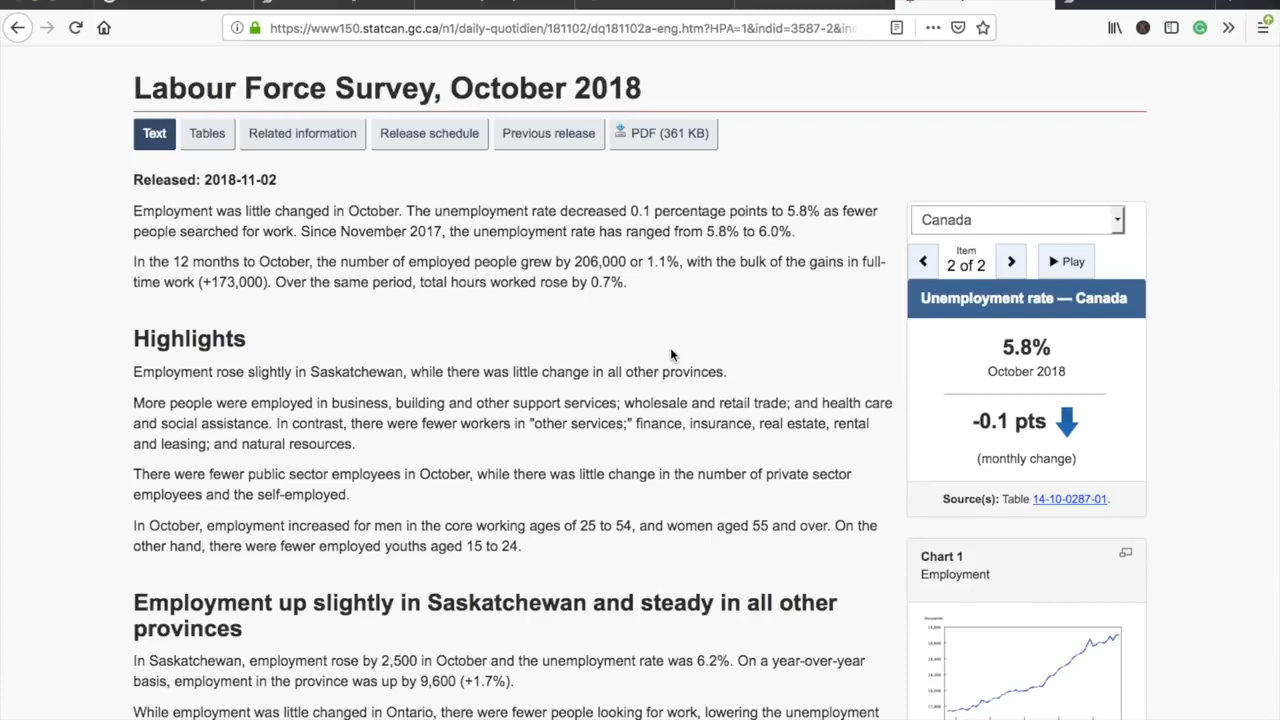 https://www150.statcan.gc.ca/n1/daily-quotidien/181102/dq181102a-eng.htm?HPA=1&indid=3587-2&in
Labour Force Survey, October 2018
Text Tables Related information Release schedule Previous release PDF (361 KB)
Released: 2018-11-02
Employment was little changed in October. The unemployment rate decreased 0.1 percentage points to 5.8% as fewer
people searched for work. Since November 2017, the unemployment rate has ranged from 5.8% to 6.0%.
In the 12 months to October, the number of employed people grew by 206,000 or 1.1%, with the bulk of the gains in full-
time work (+173,000). Over the same period, total hours worked rose by 0.7%.
Highlights
Employment rose slightly in Saskatchewan, while there was little change in all other provinces.
More people were employed in business, building and other support services; wholesale and retail trade; and health care
and social assistance. In contrast, there were fewer workers in "other services;" finance, insurance, real estate, rental
and leasing; and natural resources.
There were fewer public sector employees in October, while there was little change in the number of private sector
employees and the self-employed.
In October, employment increased for men in the core working ages of 25 to 54, and women aged 55 and over. On the
other hand, there were fewer employed youths aged 15 to 24.
Employment up slightly in Saskatchewan and steady in all other
provinces
In Saskatchewan, employment rose by 2,500 in October and the unemployment rate was 6.2%. On a year-over-year
basis, employment in the province was up by 9,600 (+1.7%).
While employment was little changed in Ontario, there were fewer people looking for work, lowering the unemployment
Canada
Item
2 of 2
Play
Unemployment rate — Canada
5.8%
October 2018
-0.1 pts
(monthly change)
Source(s): Table 14-10-0287-01.
Chart 1
Employment
thousands